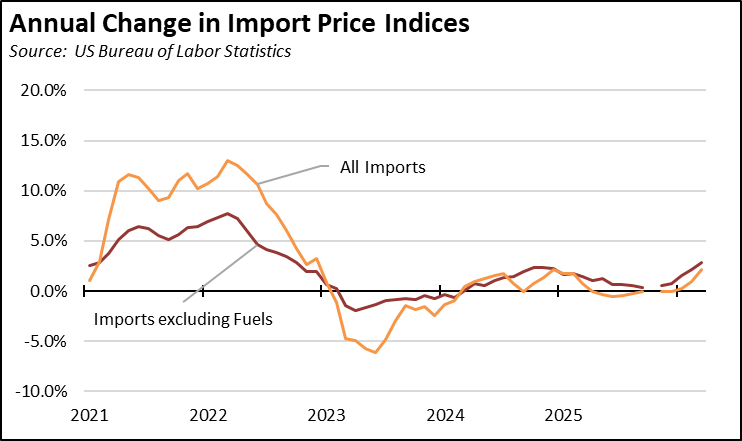 Annual Change in Import Price Indices
Source:  US Bureau of Labor Statistics
20.0%
15.0%
All Imports
10.0%
5.0%
0.0%
Imports excluding Fuels
-5.0%
-10.0%
2021 2022 2023 2024 2025